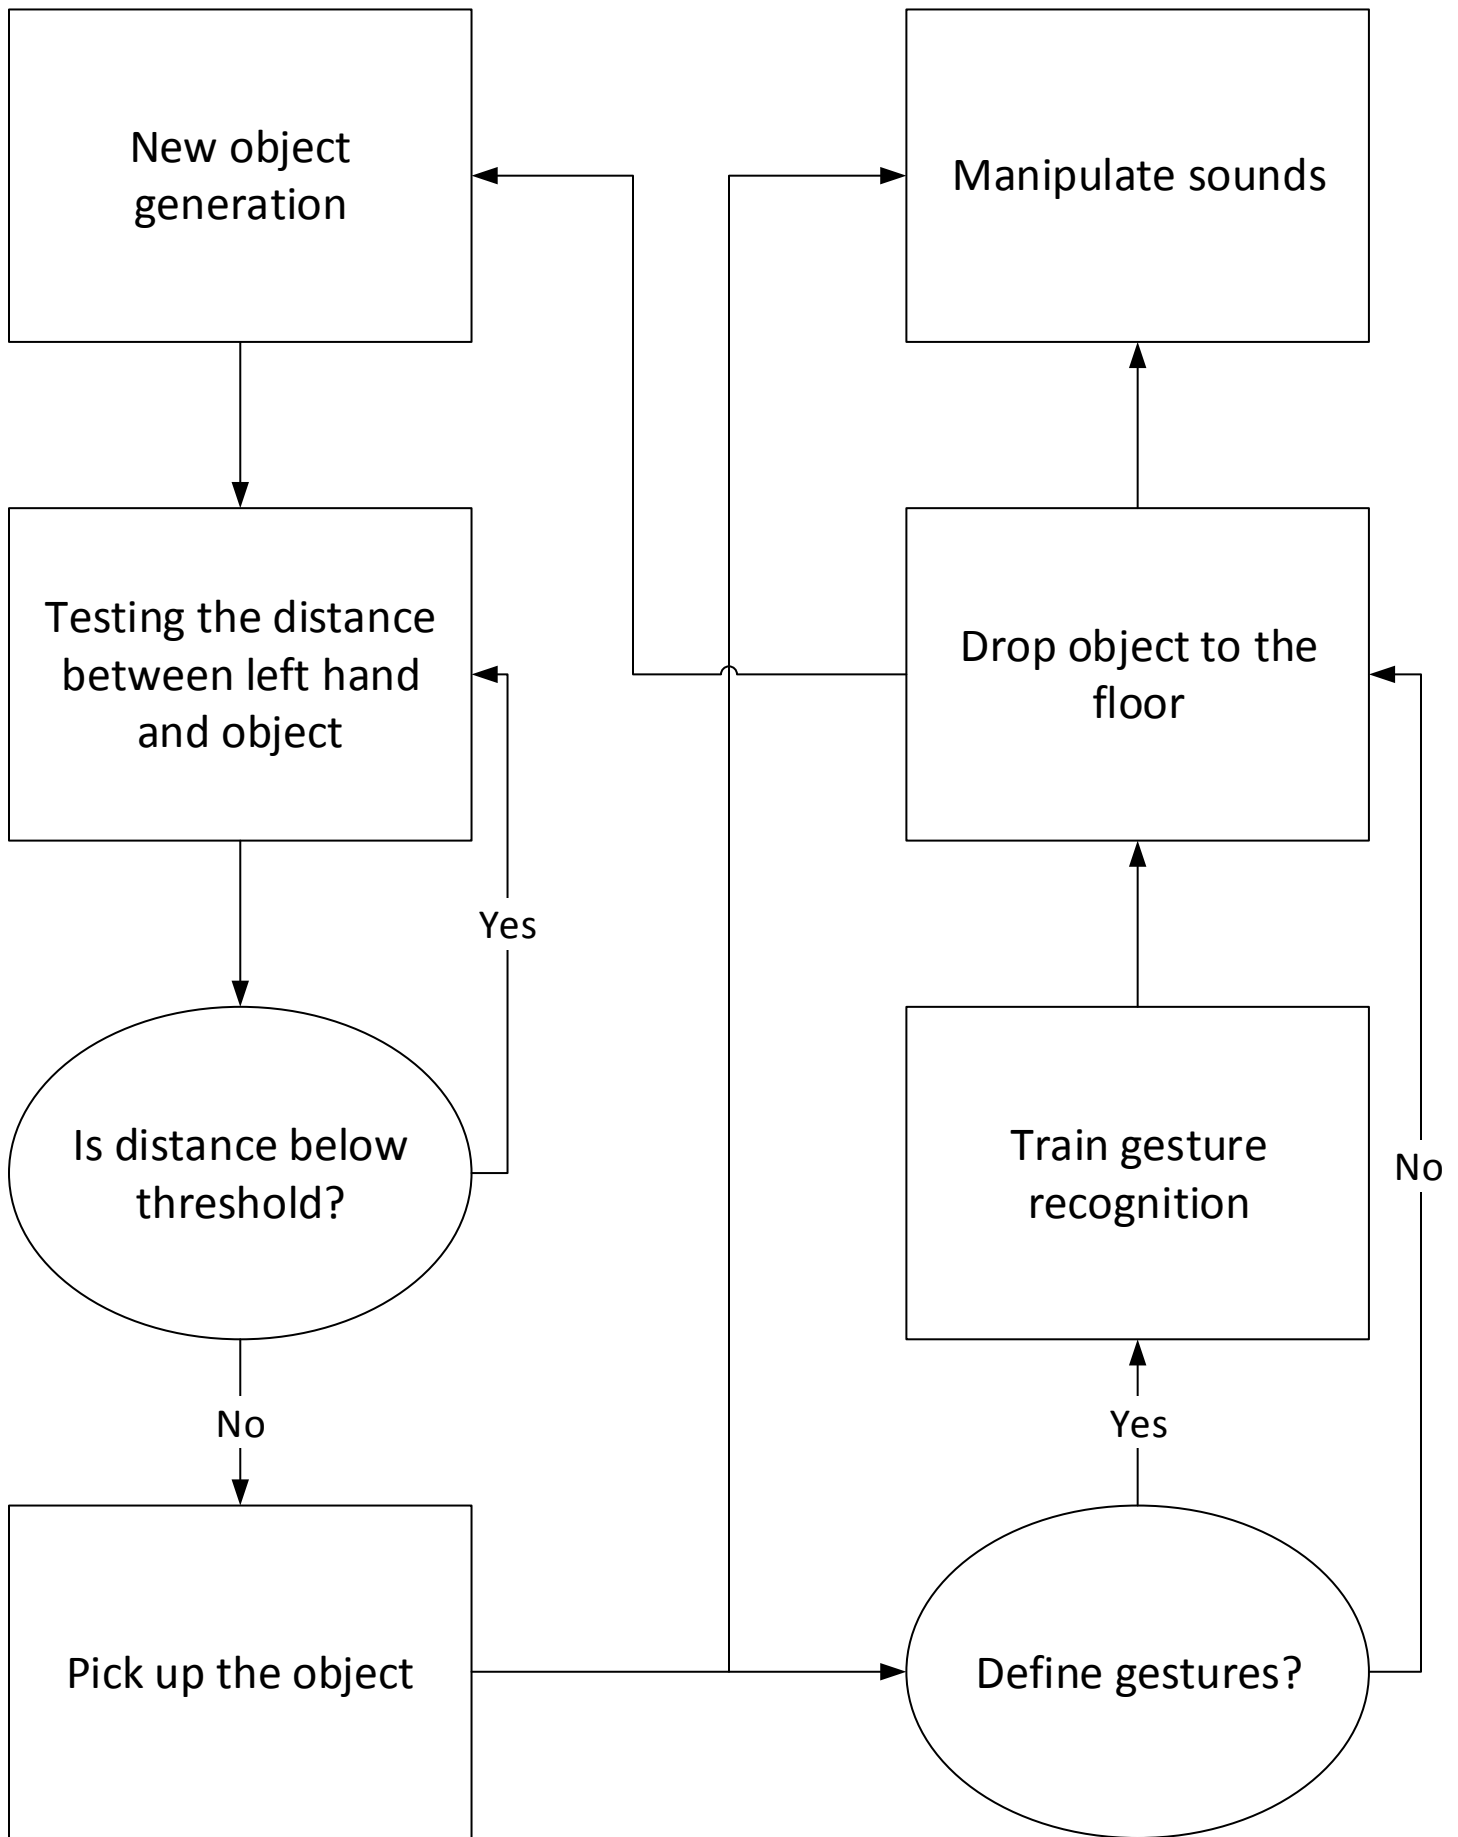 New object
generation
Manipulate sounds
Testing the distance
between left hand
and object
Drop object to the
floor
Yes
Is distance below
threshold?
Train gesture
recognition
No
No
Yes
Pick up the object
Define gestures?